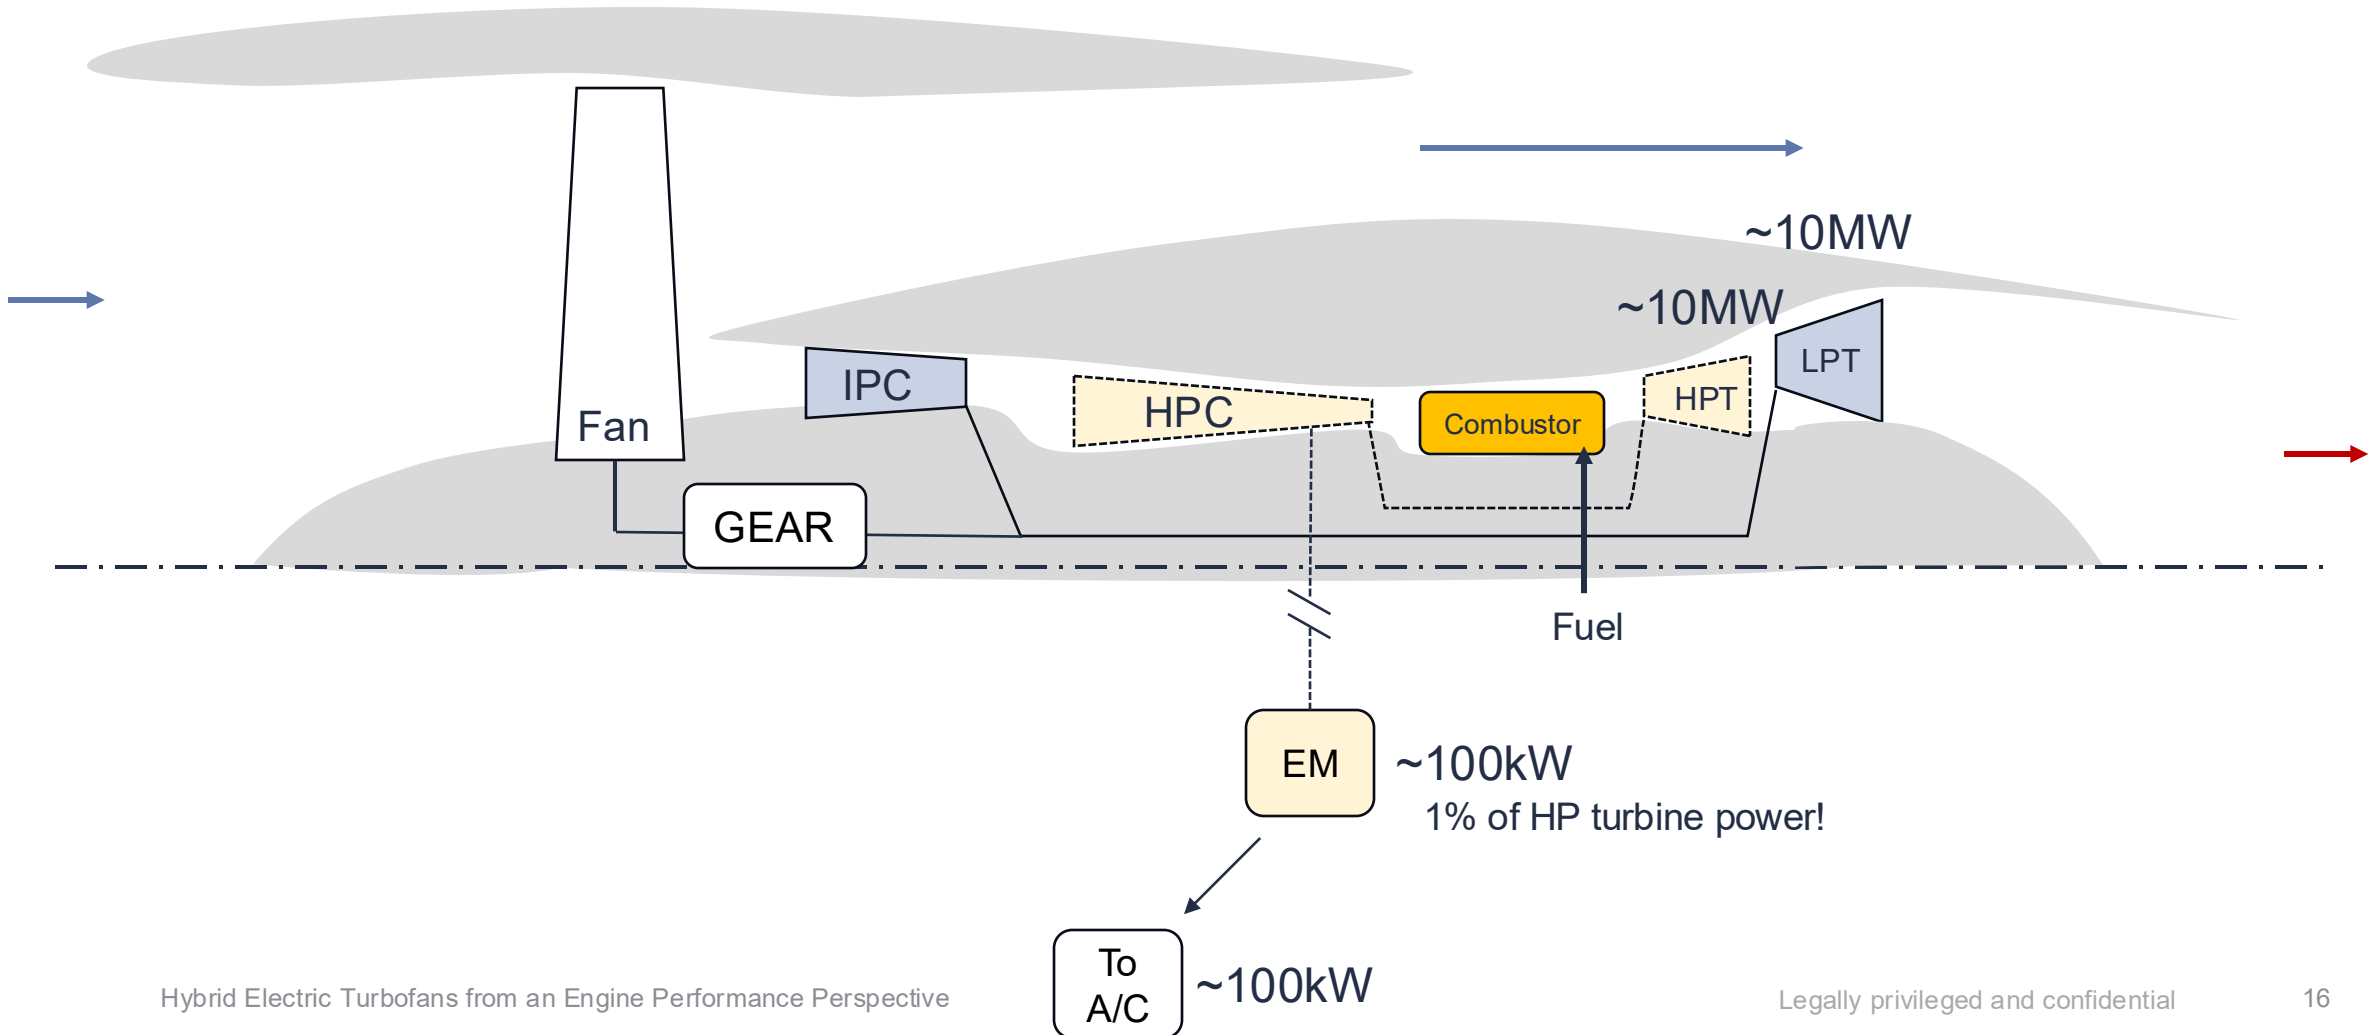 ~10MW
~10MW
LPT
IPC
HPT
HPC
Fan
Combustor
GEAR
Fuel
EM
~100kW
1% of HP turbine power!
To
A/C
~100kW
Hybrid Electric Turbofans from an Engine Performance Perspective
Legally privileged and confidential
16